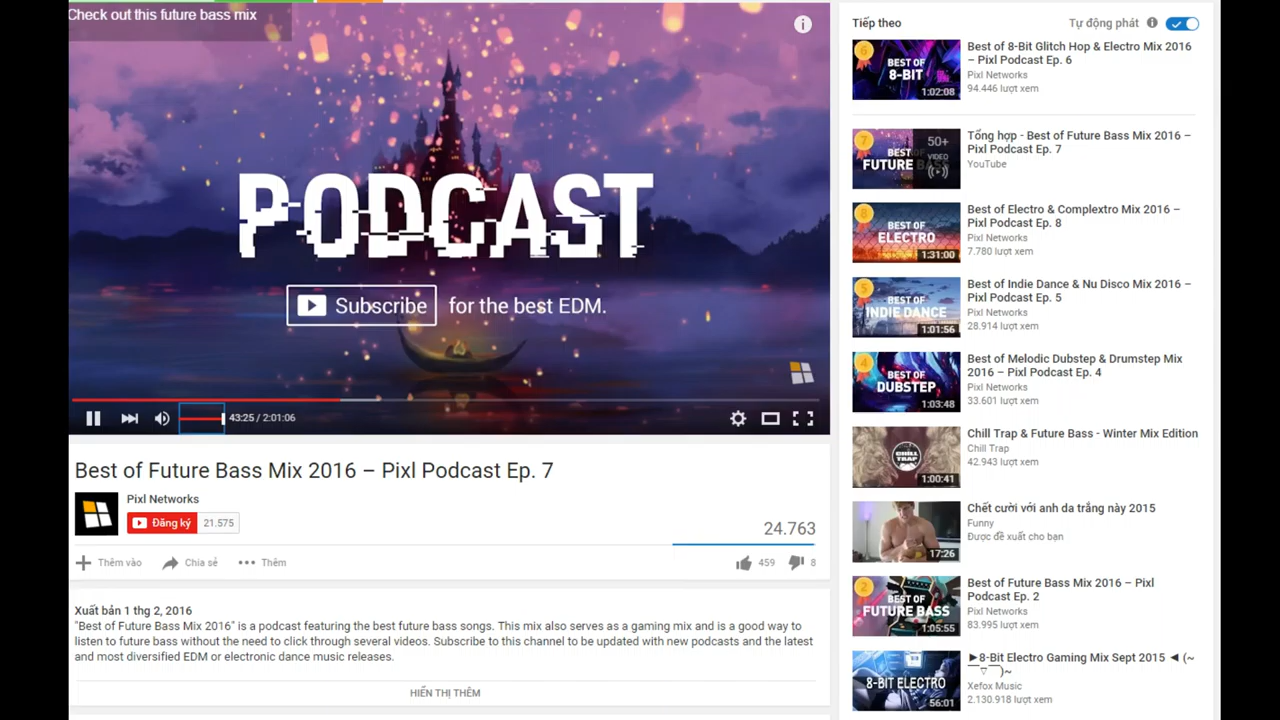 Check out this future bass mix
PODCAST
Subscribe for the best EDM.
43:25 / 2:01:06
Best of Future Bass Mix 2016 – Pixl Podcast Ep. 7
Pixl Networks
Đăng ký 21.575
24.763
Thêm vào Chia sẻ Thêm 459 8
Xuất bản 1 thg 2, 2016
"Best of Future Bass Mix 2016" is a podcast featuring the best future bass songs. This mix also serves as a gaming mix and is a good way to
listen to future bass without the need to click through several videos. Subscribe to this channel to be updated with new podcasts and the latest
and most diversified EDM or electronic dance music releases.
HIỂN THỊ THÊM
Tiếp theo Tự động phát
6
BEST OF
8-BIT
1:02:08
Best of 8-Bit Glitch Hop & Electro Mix 2016
– Pixl Podcast Ep. 6
Pixl Networks
94.446 lượt xem
7
BEST OF
FUTURE BASS
50+
VIDEO
Tổng hợp - Best of Future Bass Mix 2016 –
Pixl Podcast Ep. 7
YouTube
8
BEST OF
ELECTRO
1:31:00
Best of Electro & Complextro Mix 2016 –
Pixl Podcast Ep. 8
Pixl Networks
7.780 lượt xem
5
BEST OF
INDIE DANCE
1:01:56
Best of Indie Dance & Nu Disco Mix 2016 –
Pixl Podcast Ep. 5
Pixl Networks
28.914 lượt xem
4
BEST OF
DUBSTEP
1:03:48
Best of Melodic Dubstep & Drumstep Mix
2016 – Pixl Podcast Ep. 4
Pixl Networks
33.601 lượt xem
CHILL
TRAP
1:00:41
Chill Trap & Future Bass - Winter Mix Edition
Chill Trap
42.943 lượt xem
17:26
Chết cười với anh da trắng này 2015
Funny
Được đề xuất cho bạn
2
BEST OF
FUTURE BASS
1:05:55
Best of Future Bass Mix 2016 – Pixl
Podcast Ep. 2
Pixl Networks
83.995 lượt xem
8-BIT ELECTRO
56:01
►8-Bit Electro Gaming Mix Sept 2015 ◄ (~
¯▽¯)~
Xefox Music
2.130.918 lượt xem